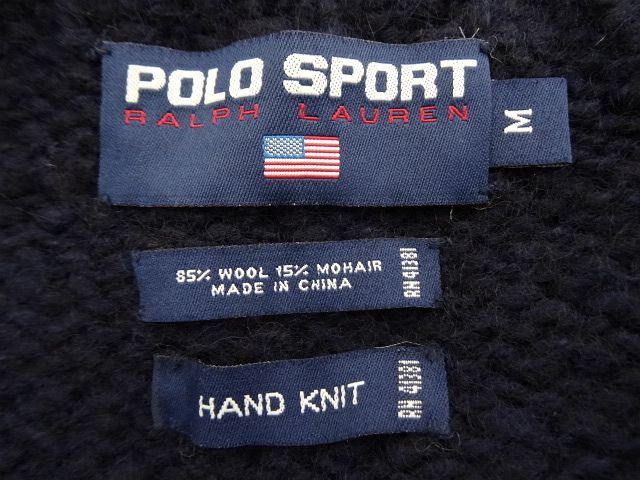 POLO SPORT
RALPH LAUREN
M
85% WOOL 15% MOHAIR
MADE IN CHINA
RN 41381
HAND KNIT
RN 41381